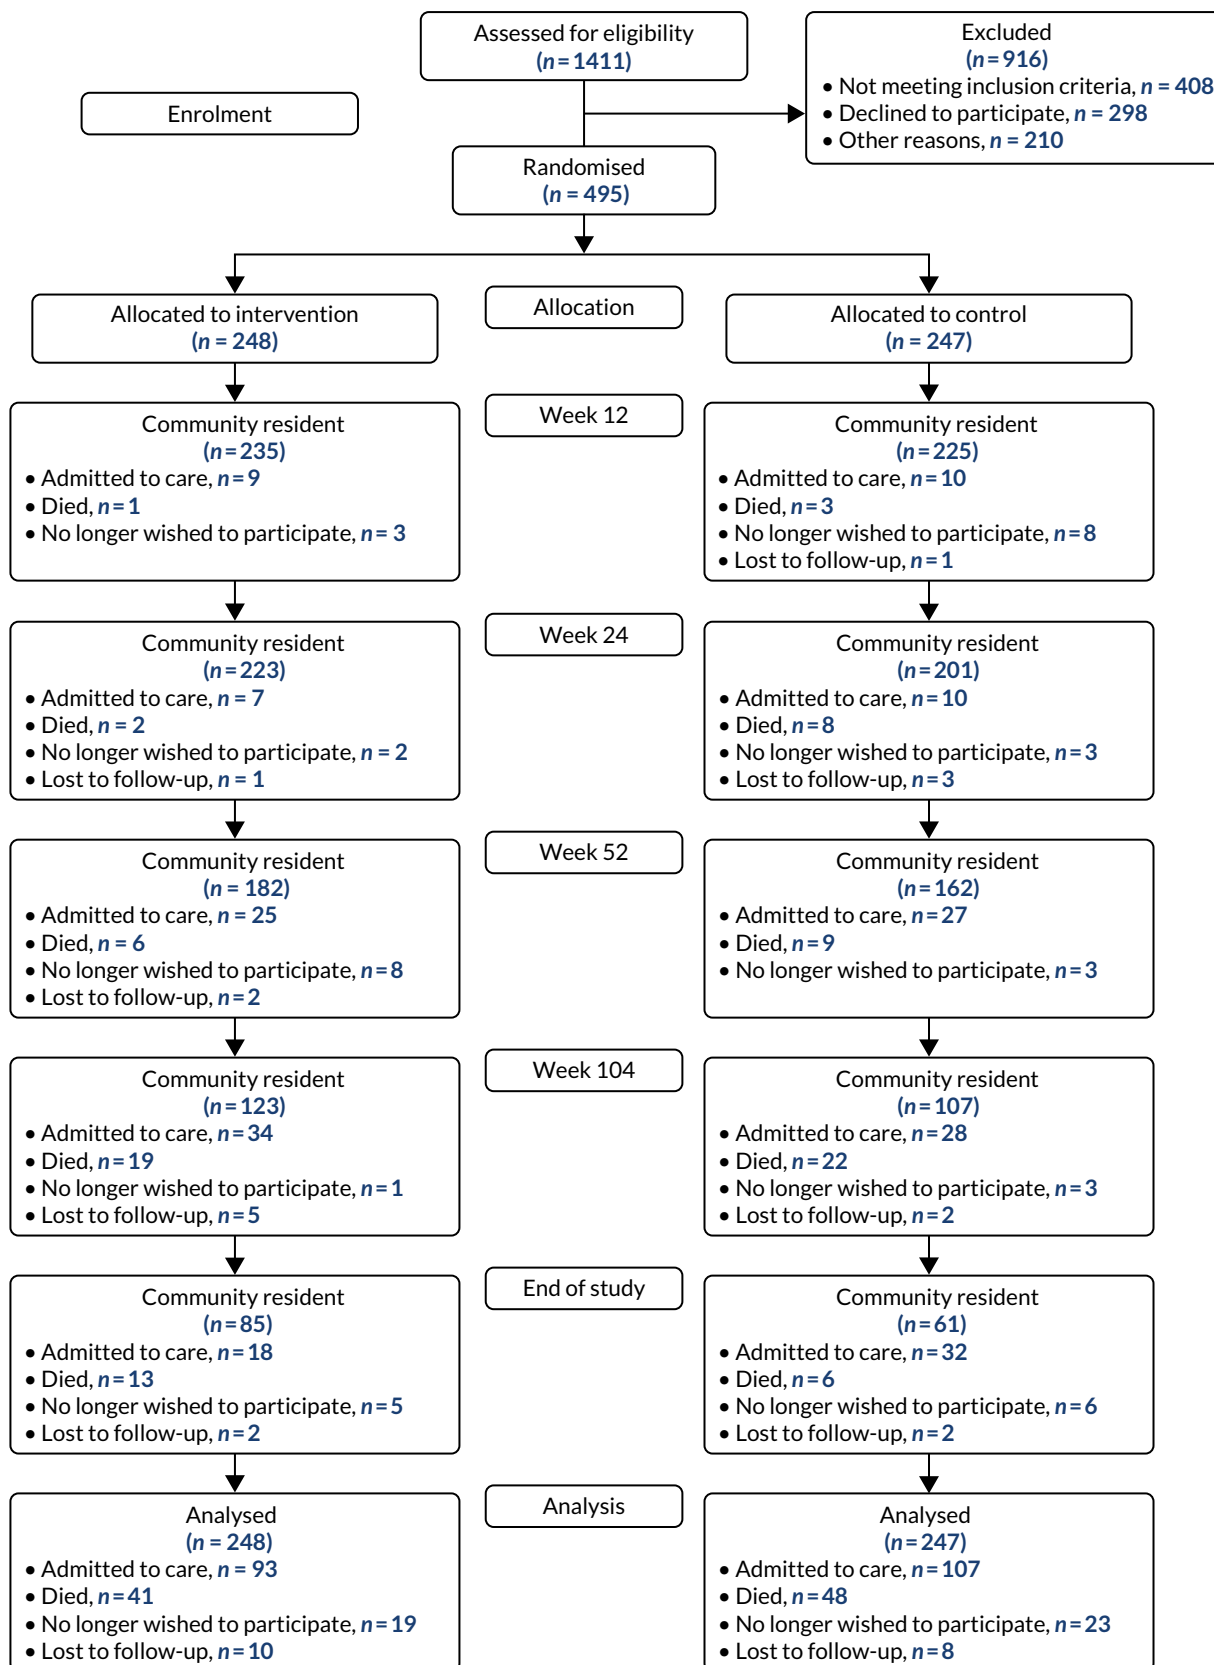 Assessed for eligibility
(n = 1411)
Excluded
(n = 916)
• Not meeting inclusion criteria, n = 408
• Declined to participate, n = 298
• Other reasons, n = 210
Enrolment
Randomised
(n = 495)
Allocation
Allocated to intervention
(n = 248)
Allocated to control
(n = 247)
Week 12
Community resident
(n = 235)
• Admitted to care, n = 9
• Died, n = 1
• No longer wished to participate, n = 3
Community resident
(n = 225)
• Admitted to care, n = 10
• Died, n = 3
• No longer wished to participate, n = 8
• Lost to follow-up, n = 1
Week 24
Community resident
(n = 223)
• Admitted to care, n = 7
• Died, n = 2
• No longer wished to participate, n = 2
• Lost to follow-up, n = 1
Community resident
(n = 201)
• Admitted to care, n = 10
• Died, n = 8
• No longer wished to participate, n = 3
• Lost to follow-up, n = 3
Week 52
Community resident
(n = 182)
• Admitted to care, n = 25
• Died, n = 6
• No longer wished to participate, n = 8
• Lost to follow-up, n = 2
Community resident
(n = 162)
• Admitted to care, n = 27
• Died, n = 9
• No longer wished to participate, n = 3
Week 104
Community resident
(n = 123)
• Admitted to care, n = 34
• Died, n = 19
• No longer wished to participate, n = 1
• Lost to follow-up, n = 5
Community resident
(n = 107)
• Admitted to care, n = 28
• Died, n = 22
• No longer wished to participate, n = 3
• Lost to follow-up, n = 2
End of study
Community resident
(n = 85)
• Admitted to care, n = 18
• Died, n = 13
• No longer wished to participate, n = 5
• Lost to follow-up, n = 2
Community resident
(n = 61)
• Admitted to care, n = 32
• Died, n = 6
• No longer wished to participate, n = 6
• Lost to follow-up, n = 2
Analysis
Analysed
(n = 248)
• Admitted to care, n = 93
• Died, n = 41
• No longer wished to participate, n = 19
• Lost to follow-up, n = 10
Analysed
(n = 247)
• Admitted to care, n = 107
• Died, n = 48
• No longer wished to participate, n = 23
• Lost to follow-up, n = 8